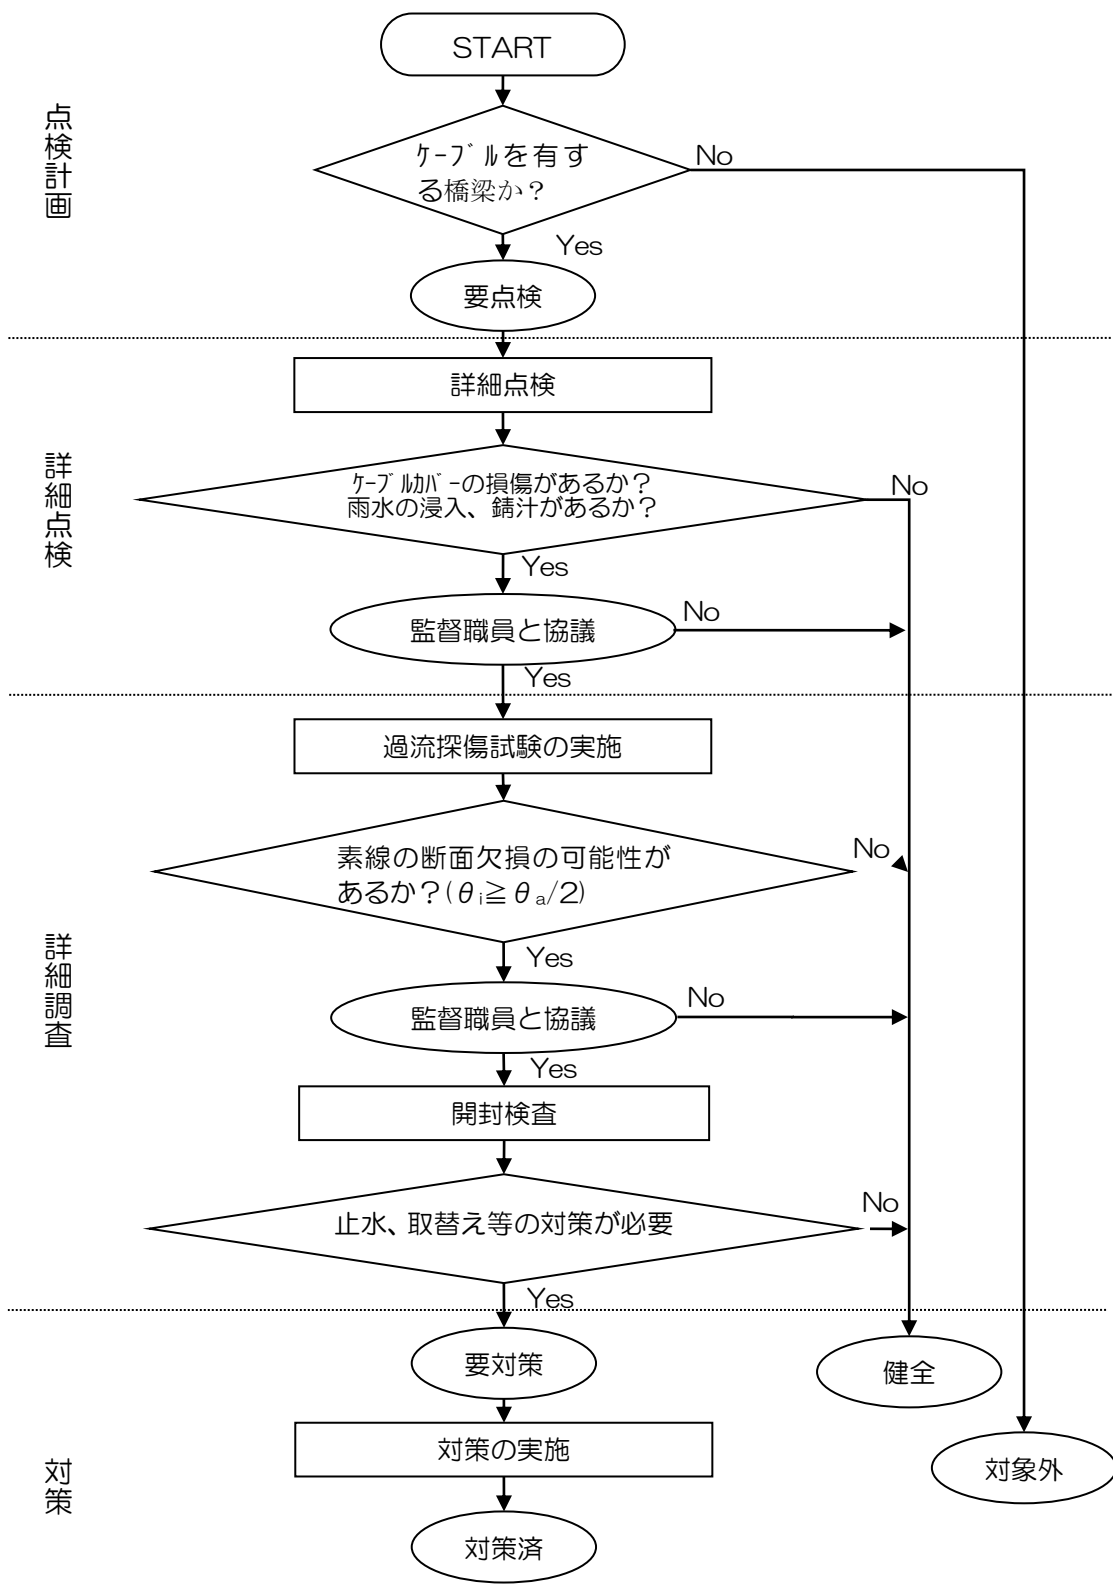 START
点検計画
ｹｰﾌﾞﾙを有す
る橋梁か？
No
Yes
要点検
詳細点検
詳細点検
ｹｰﾌﾞﾙｶﾊﾞｰの損傷があるか？
雨水の浸入、錆汁があるか？
No
Yes
監督職員と協議
No
Yes
過流探傷試験の実施
詳細調査
素線の断面欠損の可能性が
あるか？(θi≧θa/2)
No
Yes
監督職員と協議
No
Yes
開封検査
止水、取替え等の対策が必要
No
Yes
対策
要対策
健全
対策の実施
対象外
対策済